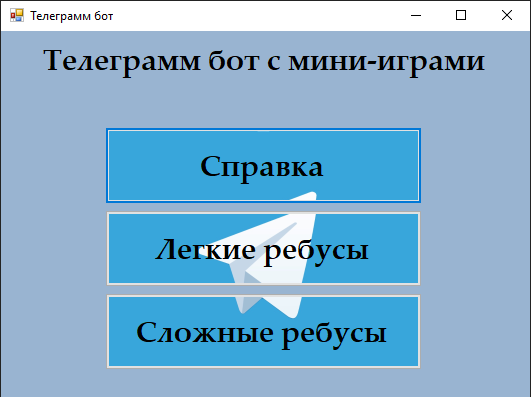 Телеграмм бот
Телеграмм бот с мини-играми
Справка
Легкие ребусы
Сложные ребусы